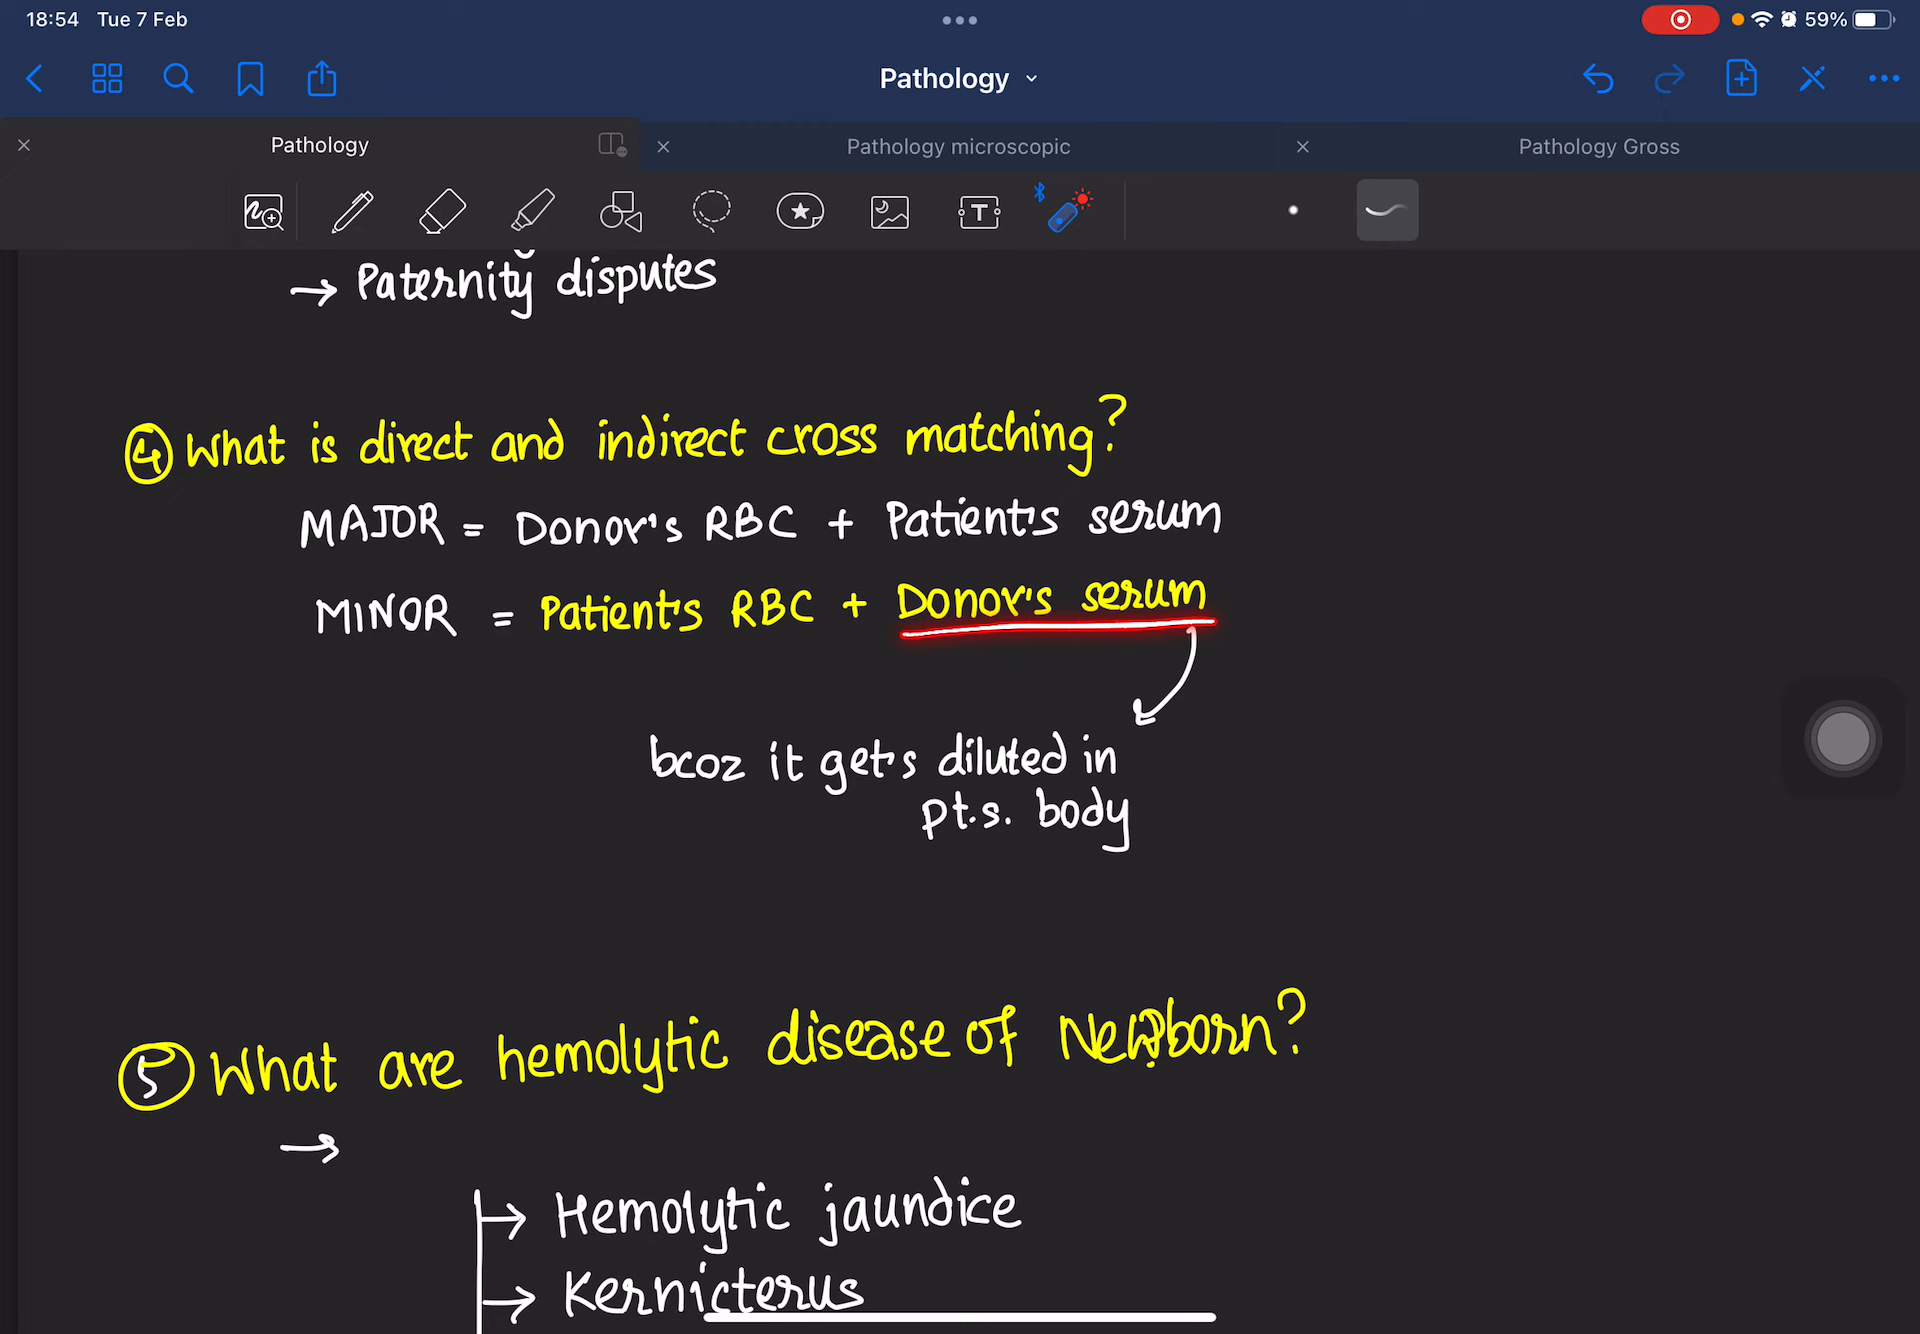 18:54 Tue 7 Feb
59%
Pathology
Pathology
Pathology microscopic
Pathology Gross
T
→ Paternity disputes
④ What is direct and indirect cross matching?
MAJOR = Donor's RBC + Patient's serum
MINOR = Patient's RBC + Donor's serum
bcoz it gets diluted in
pt.s. body
⑤ What are hemolytic disease of Newborn?
→
→ Hemolytic jaundice
→ Kernicterus